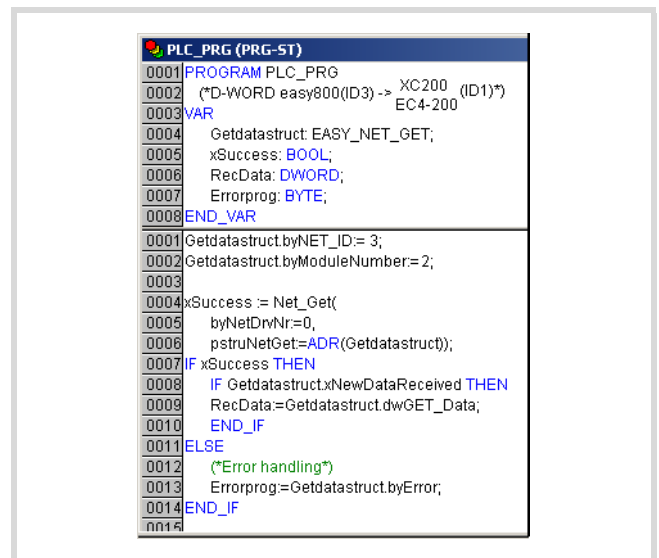 PLC_PRG (PRG-ST)
0001 PROGRAM PLC_PRG
0002 (*D-WORD easy800(ID3) -> XC200 EC4-200 (ID1)*)
0003 VAR
0004 Getdatastruct: EASY_NET_GET;
0005 xSuccess: BOOL;
0006 RecData: DWORD;
0007 Errorprog: BYTE;
0008 END_VAR
0001 Getdatastruct.byNET_ID:= 3;
0002 Getdatastruct.byModuleNumber:= 2;
0003
0004 xSuccess := Net_Get(
0005 byNetDrvNr:=0,
0006 pstruNetGet:=ADR(Getdatastruct));
0007 IF xSuccess THEN
0008 IF Getdatastruct.xNewDataReceived THEN
0009 RecData:=Getdatastruct.dwGET_Data;
0010 END_IF
0011 ELSE
0012 (*Error handling*)
0013 Errorprog:=Getdatastruct.byError;
0014 END_IF
0015